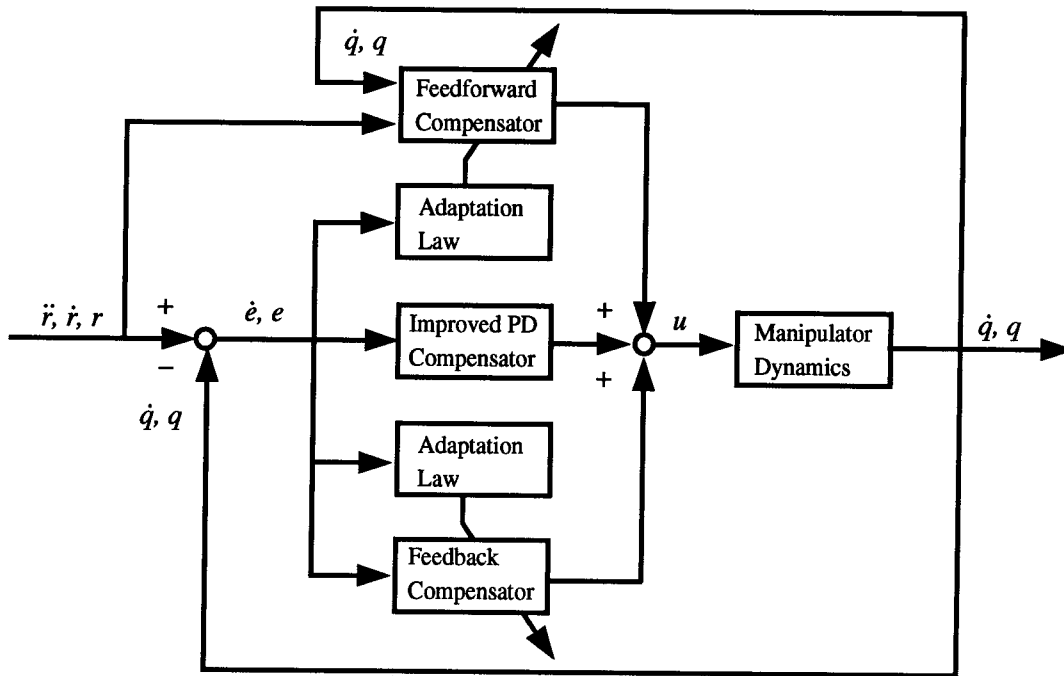 q̇, q
Feedforward
Compensator
Adaptation
Law
r̈, ṙ, r
+
−
ė, e
q̇, q
Improved PD
Compensator
+
+
u
Manipulator
Dynamics
q̇, q
Adaptation
Law
Feedback
Compensator